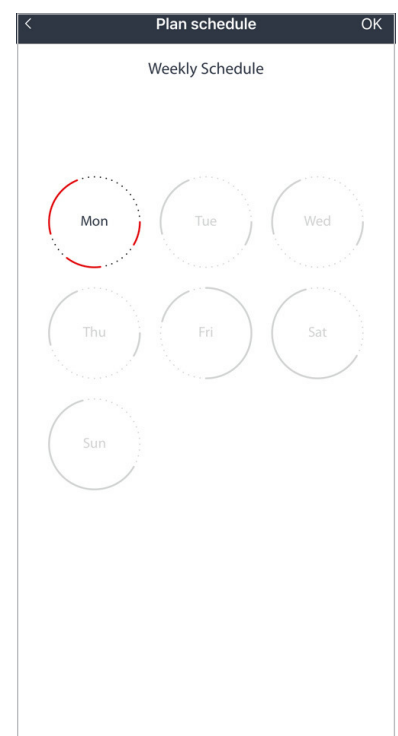 < Plan schedule OK
Weekly Schedule
Mon Tue Wed
Thu Fri Sat
Sun